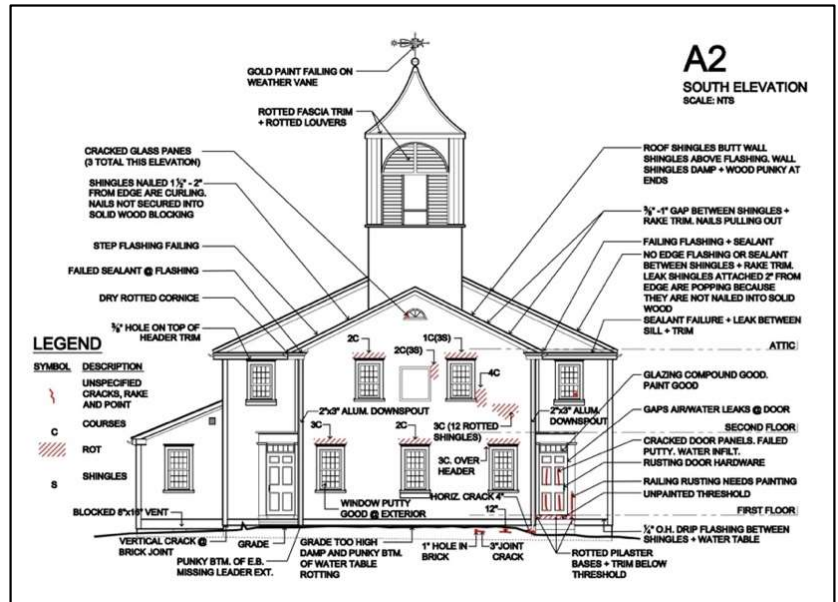 A2
SOUTH ELEVATION
SCALE: NTS
GOLD PAINT FAILING ON
WEATHER VANE
ROTTED FASCIA TRIM
+ ROTTED LOUVERS
CRACKED GLASS PANES
(3 TOTAL THIS ELEVATION)
SHINGLES NAILED 1 ½" - 2"
FROM EDGE ARE CURLING.
NAILS NOT SECURED INTO
SOLID WOOD BLOCKING
STEP FLASHING FAILING
FAILED SEALANT @ FLASHING
DRY ROTTED CORNICE
HOLE ON TOP OF
HEADER TRIM
ROOF SHINGLES BUTT WALL
SHINGLES ABOVE FLASHING. WALL
SHINGLES DAMP + WOOD PUNKY AT
ENDS
-1" GAP BETWEEN SHINGLES +
RAKE TRIM. NAILS PULLING OUT
FAILING FLASHING + SEALANT
NO EDGE FLASHING OR SEALANT
BETWEEN SHINGLES + RAKE TRIM.
LEAK SHINGLES ATTACHED 2" FROM
EDGE ARE POPPING BECAUSE
THEY ARE NOT NAILED INTO SOLID
WOOD
SEALANT FAILURE + LEAK BETWEEN
SILL + TRIM
ATTIC
GLAZING COMPOUND GOOD.
PAINT GOOD
GAPS AIR/WATER LEAKS @ DOOR
SECOND FLOOR
CRACKED DOOR PANELS. FAILED
PUTTY. WATER INFILT.
RUSTING DOOR HARDWARE
RAILING RUSTING NEEDS PAINTING
UNPAINTED THRESHOLD
FIRST FLOOR
O.H. DRIP FLASHING BETWEEN
SHINGLES + WATER TABLE
LEGEND
SYMBOL DESCRIPTION
UNSPECIFIED
CRACKS, RAKE
AND POINT
C COURSES
ROT
S SHINGLES
2C
1C(3S)
2C(3S)
4C
2"x3" ALUM. DOWNSPOUT
2"x3" ALUM.
DOWNSPOUT
3C
2C
3C (12 ROTTED
SHINGLES)
3C. OVER
HEADER
WINDOW PUTTY
GOOD @ EXTERIOR
HORIZ. CRACK 4"
12"
BLOCKED 8"x16" VENT
VERTICAL CRACK @
BRICK JOINT
GRADE
PUNKY BTM. OF E.B.
MISSING LEADER EXT.
GRADE TOO HIGH
DAMP AND PUNKY BTM.
OF WATER TABLE
ROTTING
1" HOLE IN
BRICK
3"JOINT
CRACK
ROTTED PILASTER
BASES + TRIM BELOW
THRESHOLD